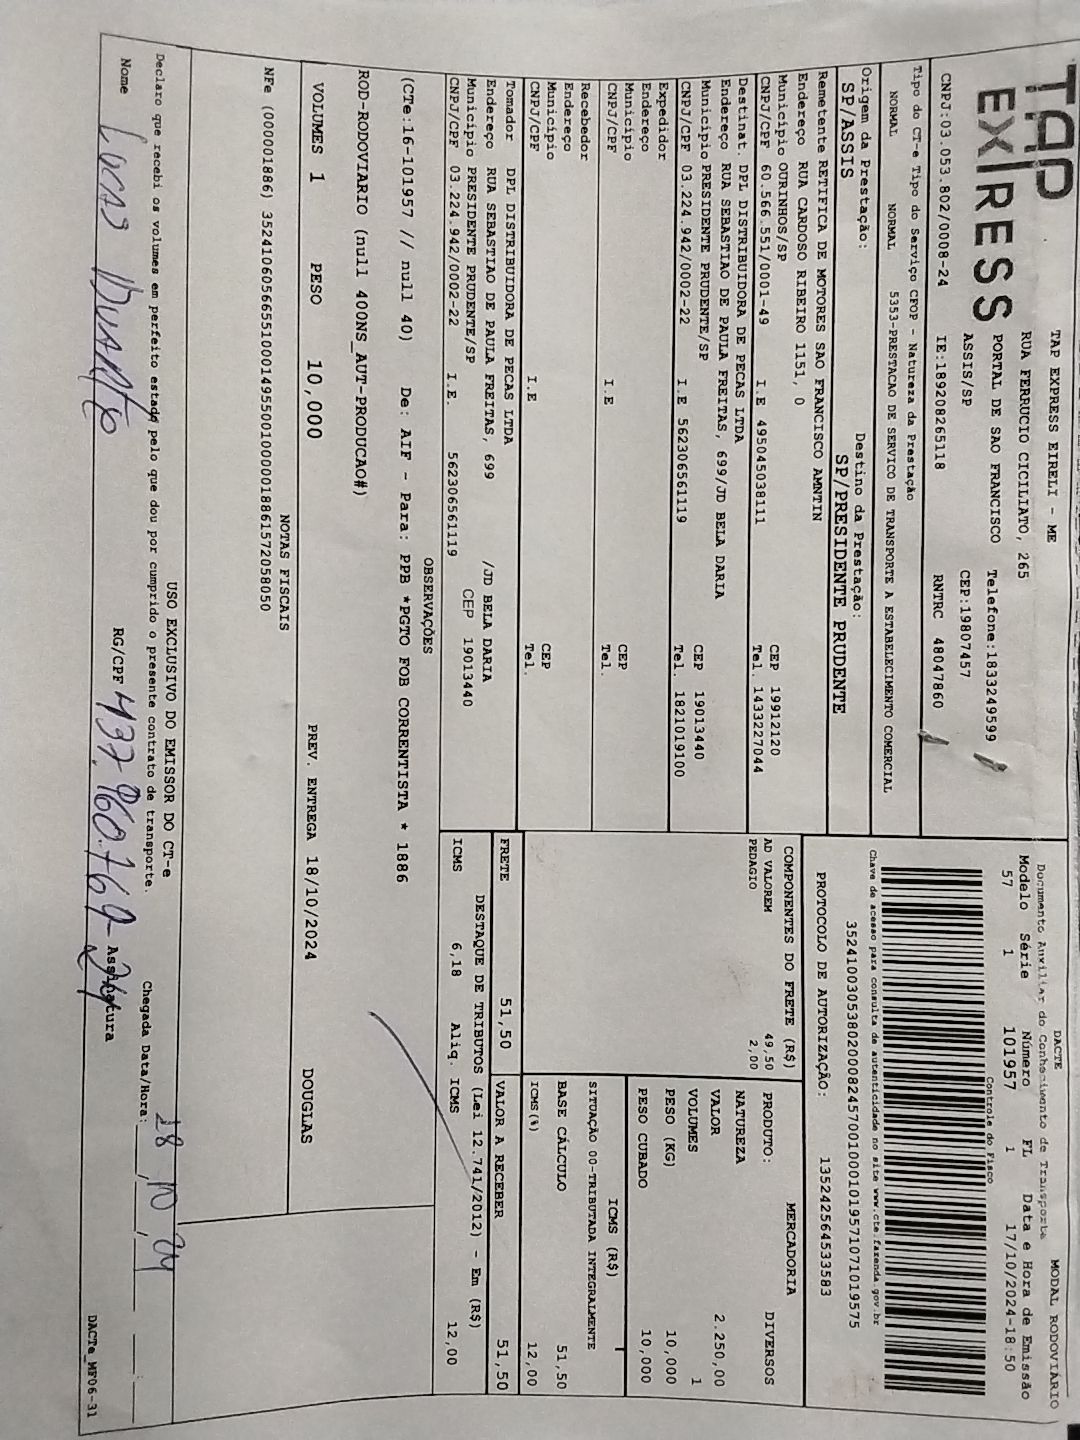 TAP
EX|RESS
TAP EXPRESS EIRELI - ME
RUA FERRUCIO CICILIATO, 265
PORTAL DE SAO FRANCISCO Telefone:1833249599
ASSIS/SP CEP:19807457
CNPJ:03.053.802/0008-24 IE:189208265118 RNTRC 48047860
Tipo do CT-e Tipo do Serviço CFOP - Natureza da Prestação
NORMAL NORMAL 5353-PRESTACAO DE SERVICO DE TRANSPORTE A ESTABELECIMENTO COMERCIAL
Origem da Prestação: Destino da Prestação:
SP/ASSIS SP/PRESIDENTE PRUDENTE
DACTE MODAL RODOVIÁRIO
Documento Auxiliar do Conhecimento de Transporte
Modelo Série Número FL Data e Hora de Emissão
57 1 101957 1 17/10/2024-18:50
Controle do Fisco
Chave de acesso para consulta de autenticidade no site www.cte.fazenda.gov.br
35241003053802000824570010001019571071019575
PROTOCOLO DE AUTORIZAÇÃO: 135242564533583
Remetente RETIFICA DE MOTORES SAO FRANCISCO AMNTIN
Endereço RUA CARDOSO RIBEIRO 1151, 0
Município OURINHOS/SP CEP 19912120
CNPJ/CPF 60.566.551/0001-49 I.E 495045038111 Tel. 1433227044
Destinat. DPL DISTRIBUIDORA DE PECAS LTDA
Endereço RUA SEBASTIAO DE PAULA FREITAS, 699/JD BELA DARIA
Município PRESIDENTE PRUDENTE/SP CEP 19013440
CNPJ/CPF 03.224.942/0002-22 I.E 562306561119 Tel. 1821019100
Expedidor
Endereço
Município CEP
CNPJ/CPF I.E Tel.
Recebedor
Endereço
Município CEP
CNPJ/CPF I.E Tel.
Tomador DPL DISTRIBUIDORA DE PECAS LTDA
Endereço RUA SEBASTIAO DE PAULA FREITAS, 699 /JD BELA DARIA
Município PRESIDENTE PRUDENTE/SP CEP 19013440
CNPJ/CPF 03.224.942/0002-22 I.E. 562306561119
COMPONENTES DO FRETE (R$)
AD VALOREM 49,50
PEDAGIO 2,00
FRETE 51,50
MERCADORIA
PRODUTO: DIVERSOS
NATUREZA
VALOR 2.250,00
VOLUMES 1
PESO (KG) 10,000
PESO CUBADO 10,000
ICMS (R$)
SITUAÇÃO 00-TRIBUTADA INTEGRALMENTE
BASE CÁLCULO 51,50
ICMS(%) 12,00
VALOR A RECEBER 51,50
DESTAQUE DE TRIBUTOS (Lei 12.741/2012) - Em (R$)
ICMS 6,18 Aliq. ICMS 12,00
OBSERVAÇÕES
(CTe:16-101957 // null 40) De: AIF - Para: PPB *PGTO FOB CORRENTISTA * 1886
ROD-RODOVIARIO (null 400NS_AUT-PRODUCAO#)
VOLUMES 1 PESO 10,000 PREV. ENTREGA 18/10/2024 DOUGLAS
NOTAS FISCAIS
NFe (000001886) 35241060566551000149550010000018861572058050
USO EXCLUSIVO DO EMISSOR DO CT-e
Declaro que recebi os volumes em perfeito estado pelo que dou por cumprido o presente contrato de transporte.
Chegada Data/Hora: 18/10/24
Nome Lucas Duarte RG/CPF Assinatura
DACTe_MF06-31